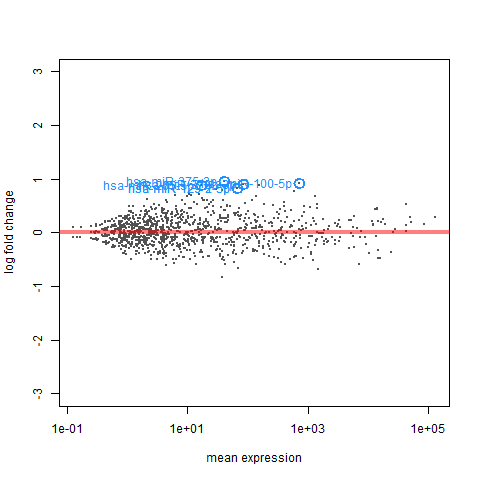 3
2
1
0
-1
-2
-3
log fold change
hsa-miR-375-3p
-100-5p
hsa-miR-
1e-01
1e+01
1e+03
1e+05
mean expression